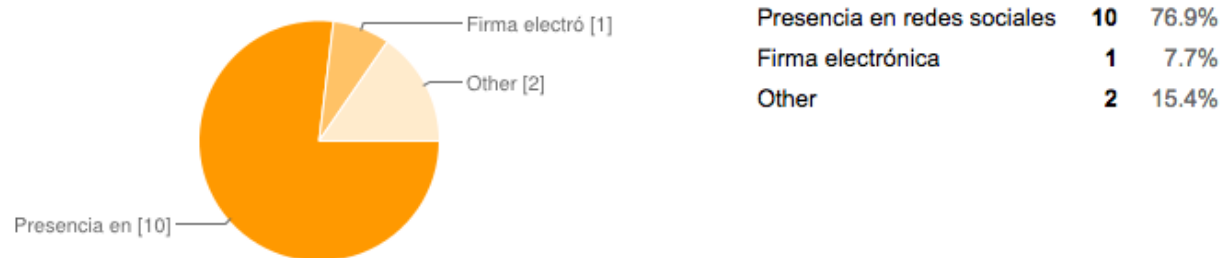 Firma electró [1]
Other [2]
Presencia en [10]
Presencia en redes sociales 10 76.9%
Firma electrónica 1 7.7%
Other 2 15.4%